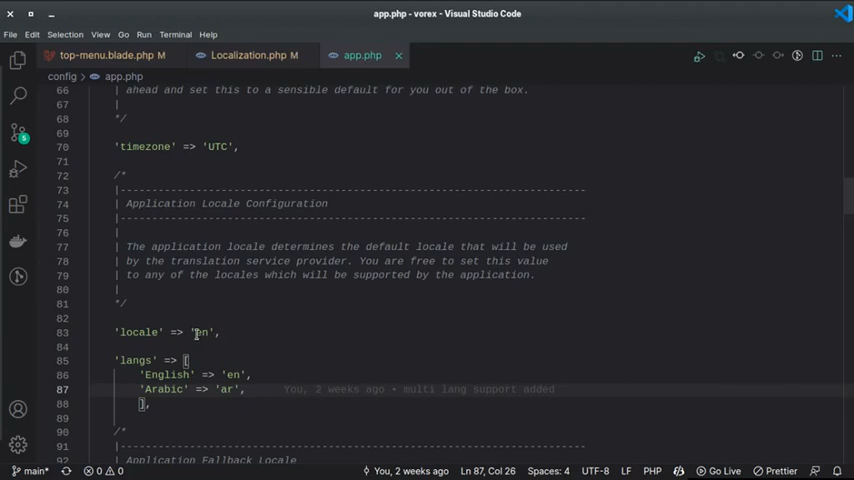 app.php - vorex - Visual Studio Code
File Edit Selection View Go Run Terminal Help
top-menu.blade.php M Localization.php M app.php
config > app.php
66 | ahead and set this to a sensible default for you out of the box.
67 |
68 */
69
70 'timezone' => 'UTC',
71
72 /*
73 |--------------------------------------------------------------------------
74 | Application Locale Configuration
75 |--------------------------------------------------------------------------
76 |
77 | The application locale determines the default locale that will be used
78 | by the translation service provider. You are free to set this value
79 | to any of the locales which will be supported by the application.
80 |
81 */
82
83 'locale' => 'en',
84
85 'langs' => [
86 'English' => 'en',
87 'Arabic' => 'ar', You, 2 weeks ago • multi lang support added
88 ],
89
90 /*
91 |--------------------------------------------------------------------------
92 | Application Fallback Locale
5
main* 0 0 You, 2 weeks ago Ln 87, Col 26 Spaces: 4 UTF-8 LF PHP Go Live Prettier